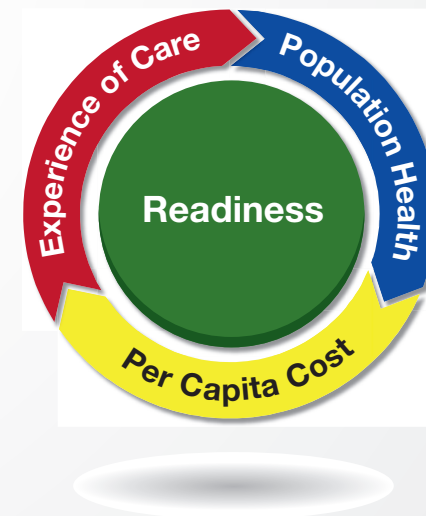 Experience of Care
Population Health
Readiness
Per Capita Cost